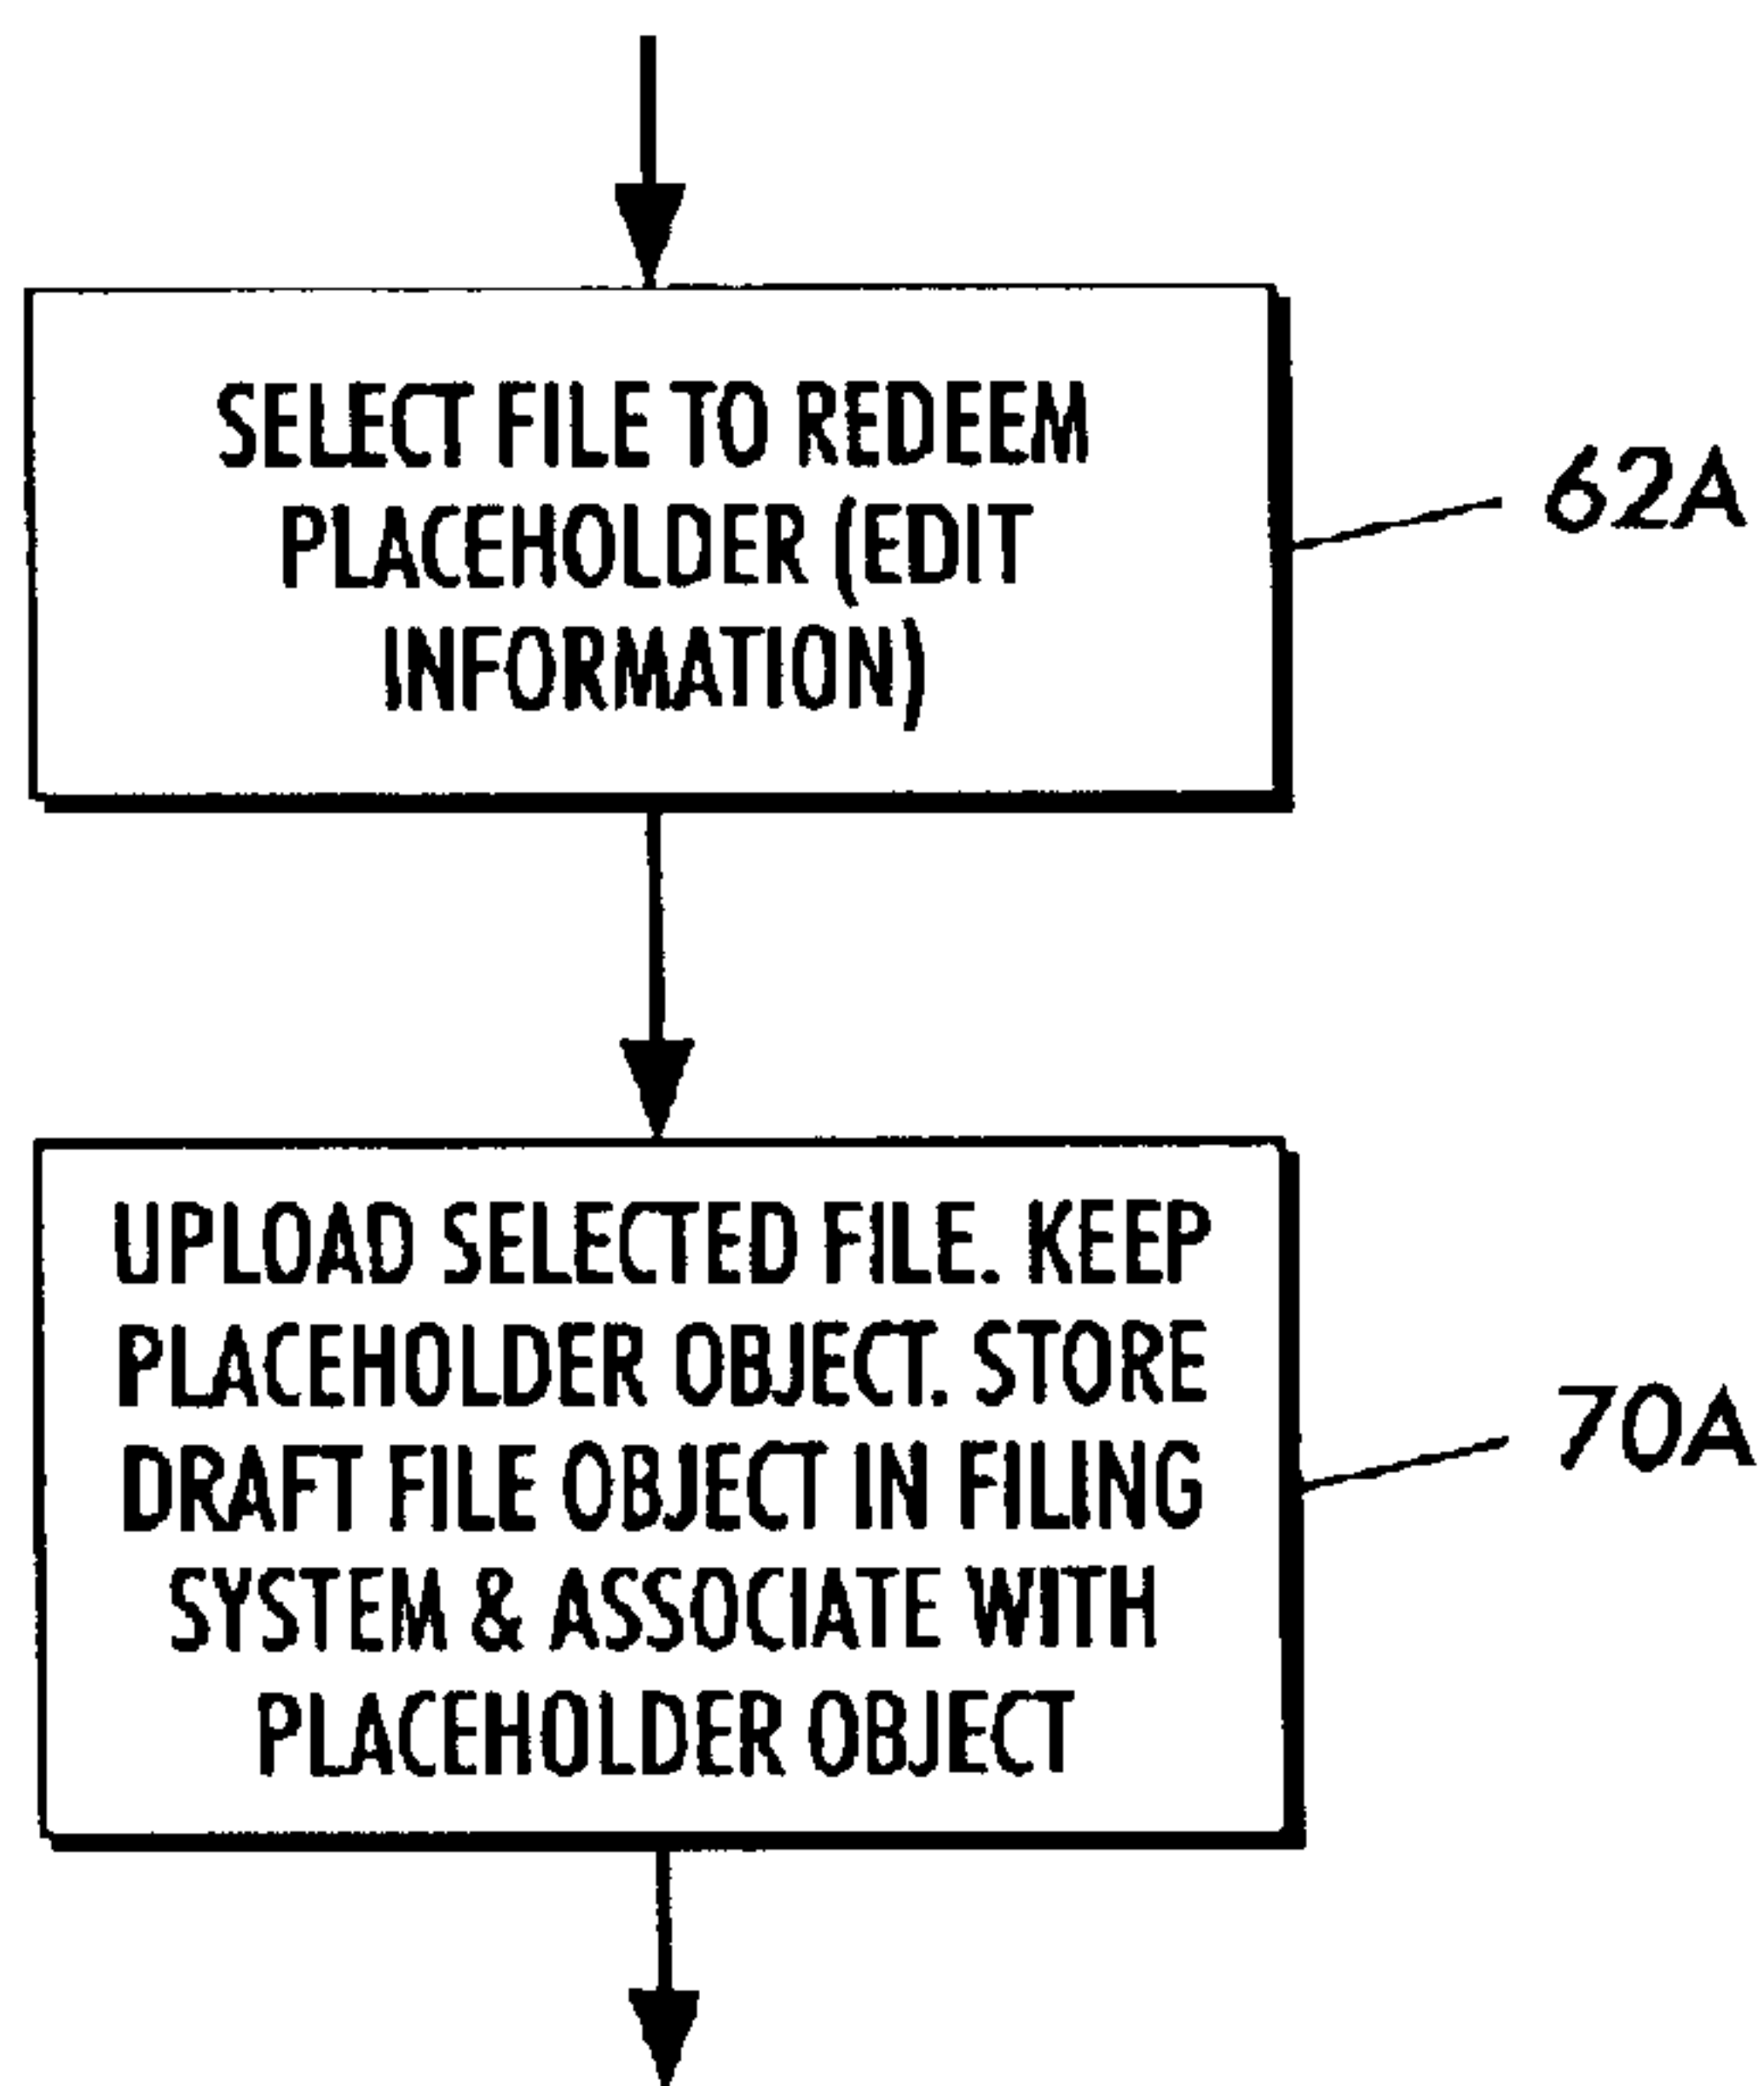 SELECT FILE TO REDEEM
PLACEHOLDER (EDIT
INFORMATION)
62A
UPLOAD SELECTED FILE. KEEP
PLACEHOLDER OBJECT. STORE
DRAFT FILE OBJECT IN FILING
SYSTEM & ASSOCIATE WITH
PLACEHOLDER OBJECT
70A